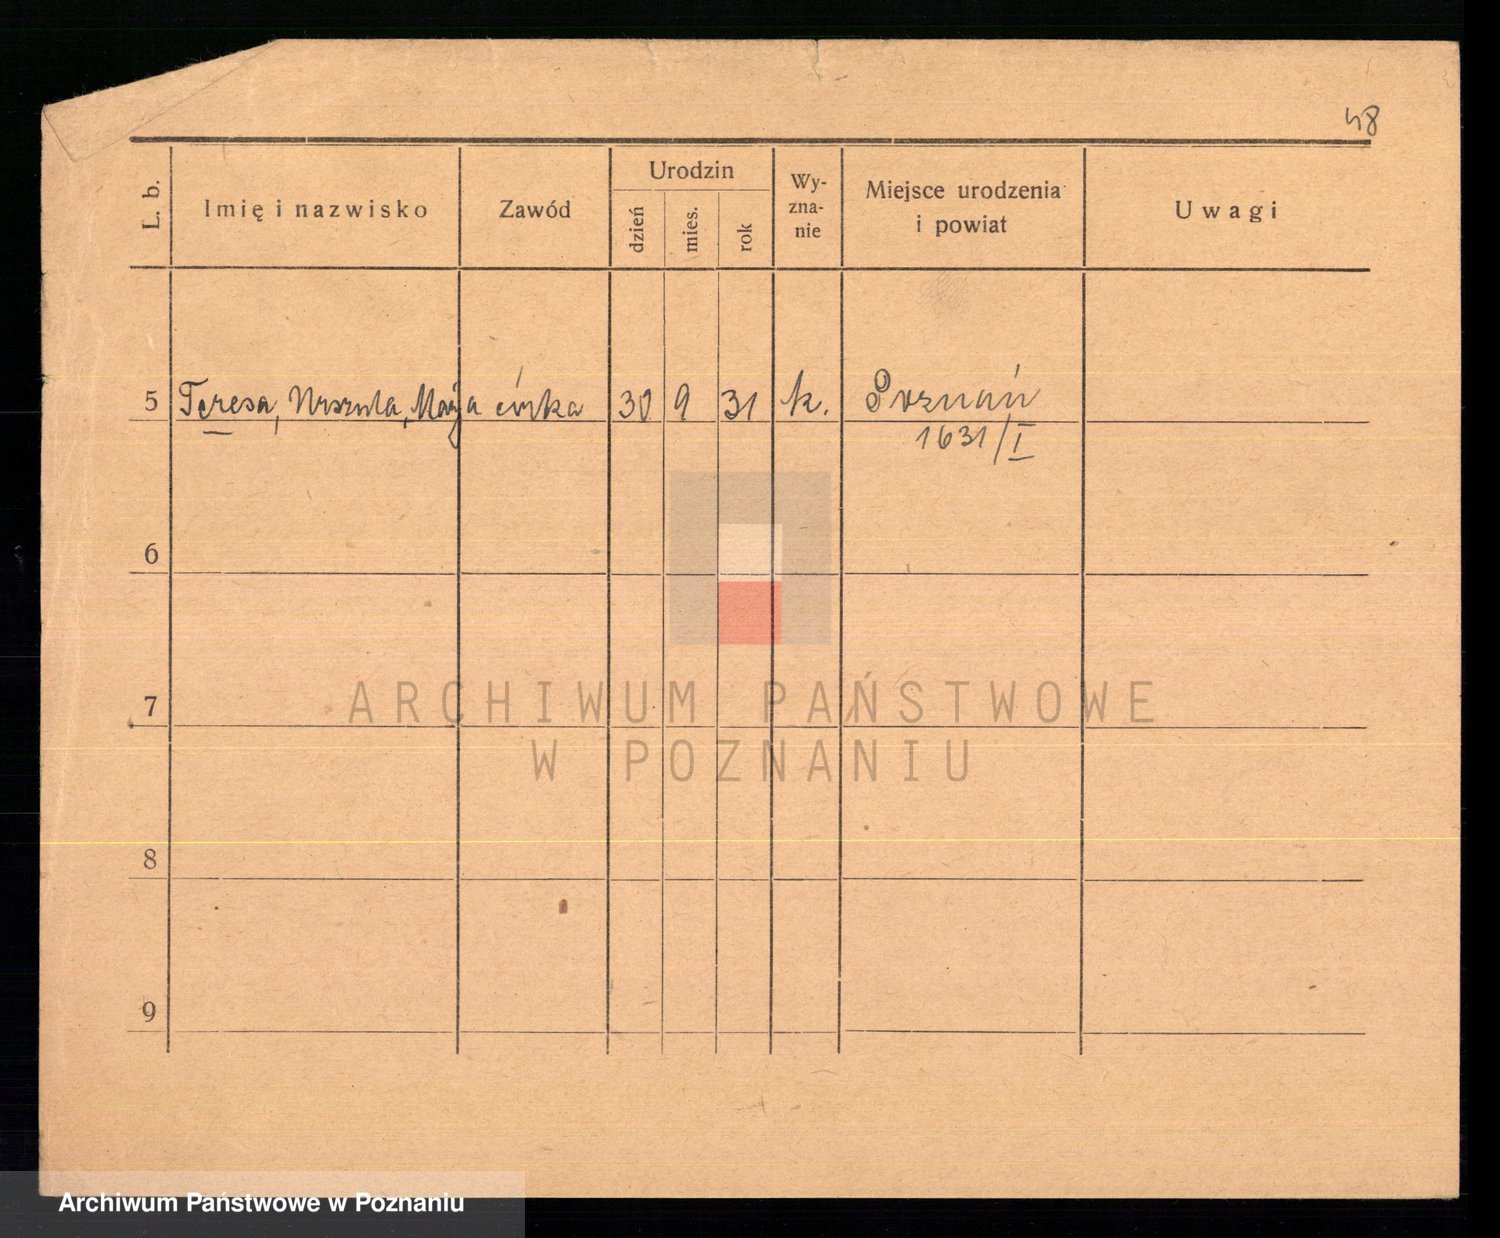 48
L. b.
Imię i nazwisko
Zawód
Urodzin
dzień
mies.
rok
Wy-
zna-
nie
Miejsce urodzenia
i powiat
Uwagi
5 Teresa, Urszula, Marja córka 30 9 31 k. Poznań
1631/I
6
7
8
9
ARCHIWUM PAŃSTWOWE
W POZNANIU
Archiwum Państwowe w Poznaniu